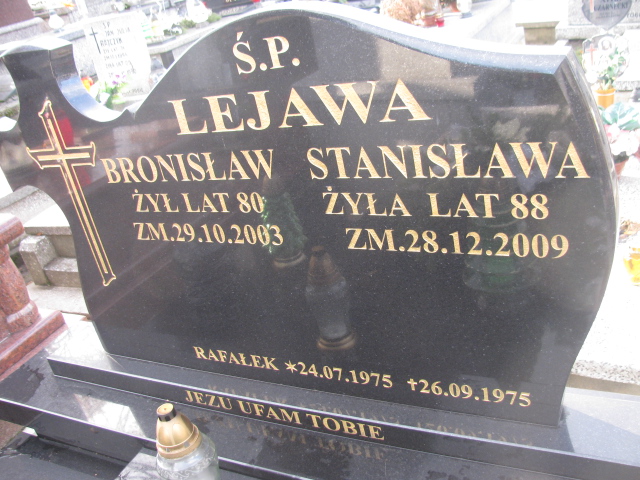 Ś.P.
LEJAWA
BRONISŁAW STANISŁAWA
ŻYŁ LAT 80 ŻYŁA LAT 88
ZM.29.10.2003 ZM.28.12.2009
RAFAŁEK *24.07.1975 †26.09.1975
JEZU UFAM TOBIE